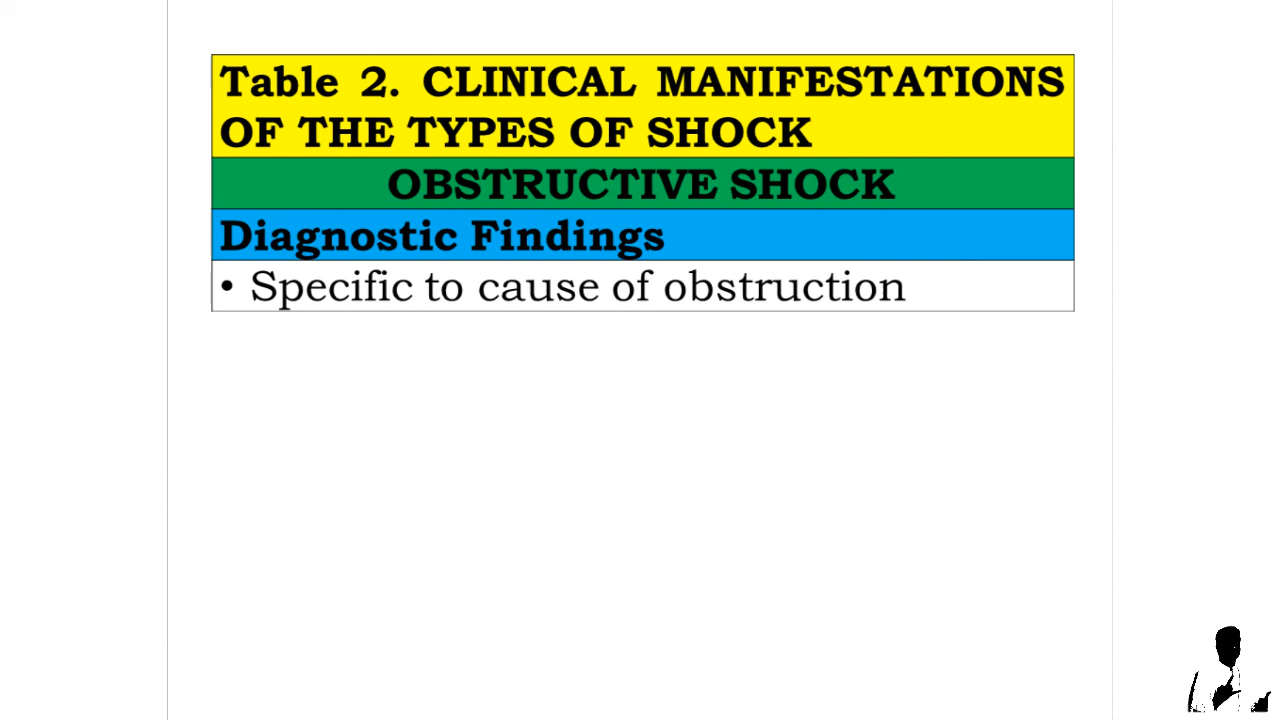 Table 2. CLINICAL MANIFESTATIONS
OF THE TYPES OF SHOCK
OBSTRUCTIVE SHOCK
Diagnostic Findings
• Specific to cause of obstruction